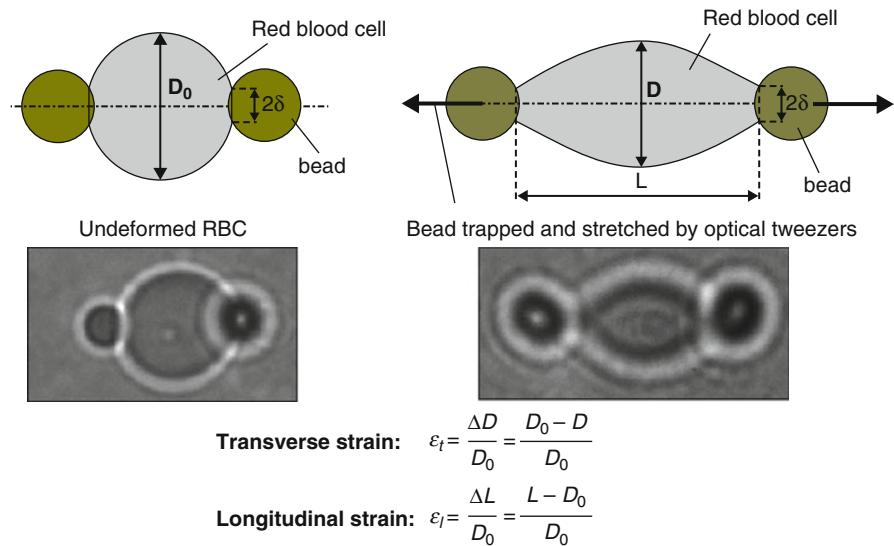 Red blood cell
D₀
2δ
bead
Undeformed RBC
Red blood cell
D
2δ
L
bead
Bead trapped and stretched by optical tweezers
Transverse strain: εₜ = ΔD/D₀ = (D₀ − D)/D₀
Longitudinal strain: εₗ = ΔL/D₀ = (L − D₀)/D₀